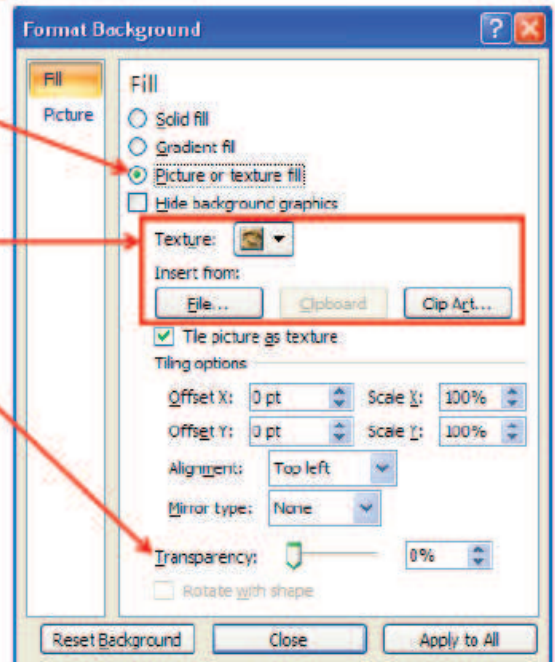 Format Background
Fill
Picture
Fill
Solid fill
Gradient fill
Picture or texture fill
Hide background graphics
Texture:
Insert from:
File... Clipboard Clip Art...
Tile picture as texture
Tiling options
Offset X: 0 pt Scale X: 100%
Offset Y: 0 pt Scale Y: 100%
Alignment: Top left
Mirror type: None
Transparency: 0%
Rotate with shape
Reset Background Close Apply to All